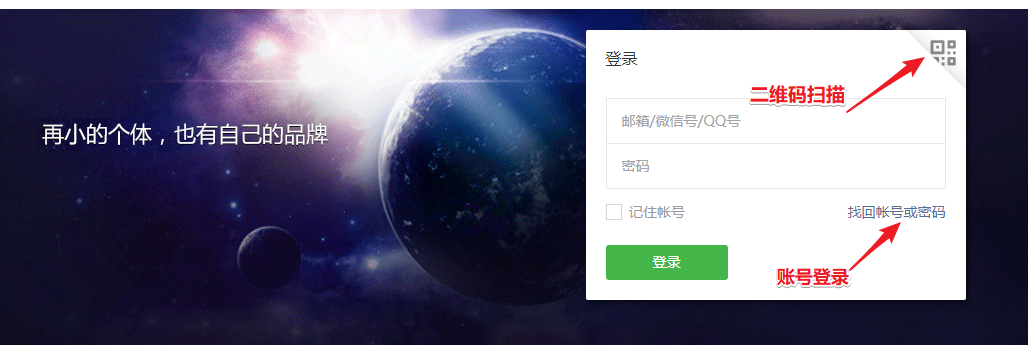 再小的个体，也有自己的品牌
登录
二维码扫描
邮箱/微信号/QQ号
密码
记住帐号
找回帐号或密码
登录
账号登录